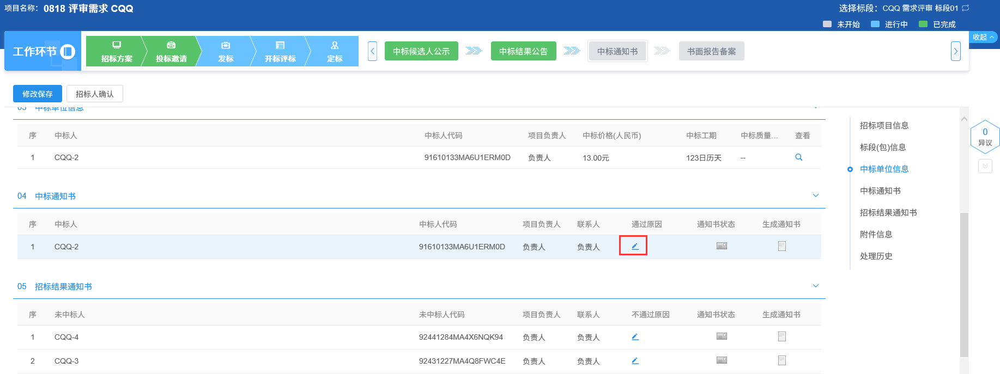 项目名称： 0818 评审需求 CQQ
选择标段： CQQ 需求评审 标段01
未开始 进行中 已完成
收起
工作环节
招标方案 投标邀请 发标 开标评标 定标
中标候选人公示 中标结果公告 中标通知书 书面报告备案
修改保存 招标人确认
03 中标单位信息
序 中标人 中标人代码 项目负责人 中标价格(人民币) 中标工期 中标质量... 查看
1 CQQ-2 91610133MA6U1ERM0D 负责人 13.00元 123日历天 --
04 中标通知书
序 中标人 中标人代码 项目负责人 联系人 通过原因 通知书状态 生成通知书
1 CQQ-2 91610133MA6U1ERM0D 负责人 负责人
05 招标结果通知书
序 未中标人 未中标人代码 项目负责人 联系人 不通过原因 通知书状态 生成通知书
1 CQQ-4 92441284MA4X6NQK94 负责人 负责人
2 CQQ-3 92431227MA4Q8FWC4E 负责人 负责人
招标项目信息
标段(包)信息
中标单位信息
中标通知书
招标结果通知书
附件信息
处理历史
0
异议